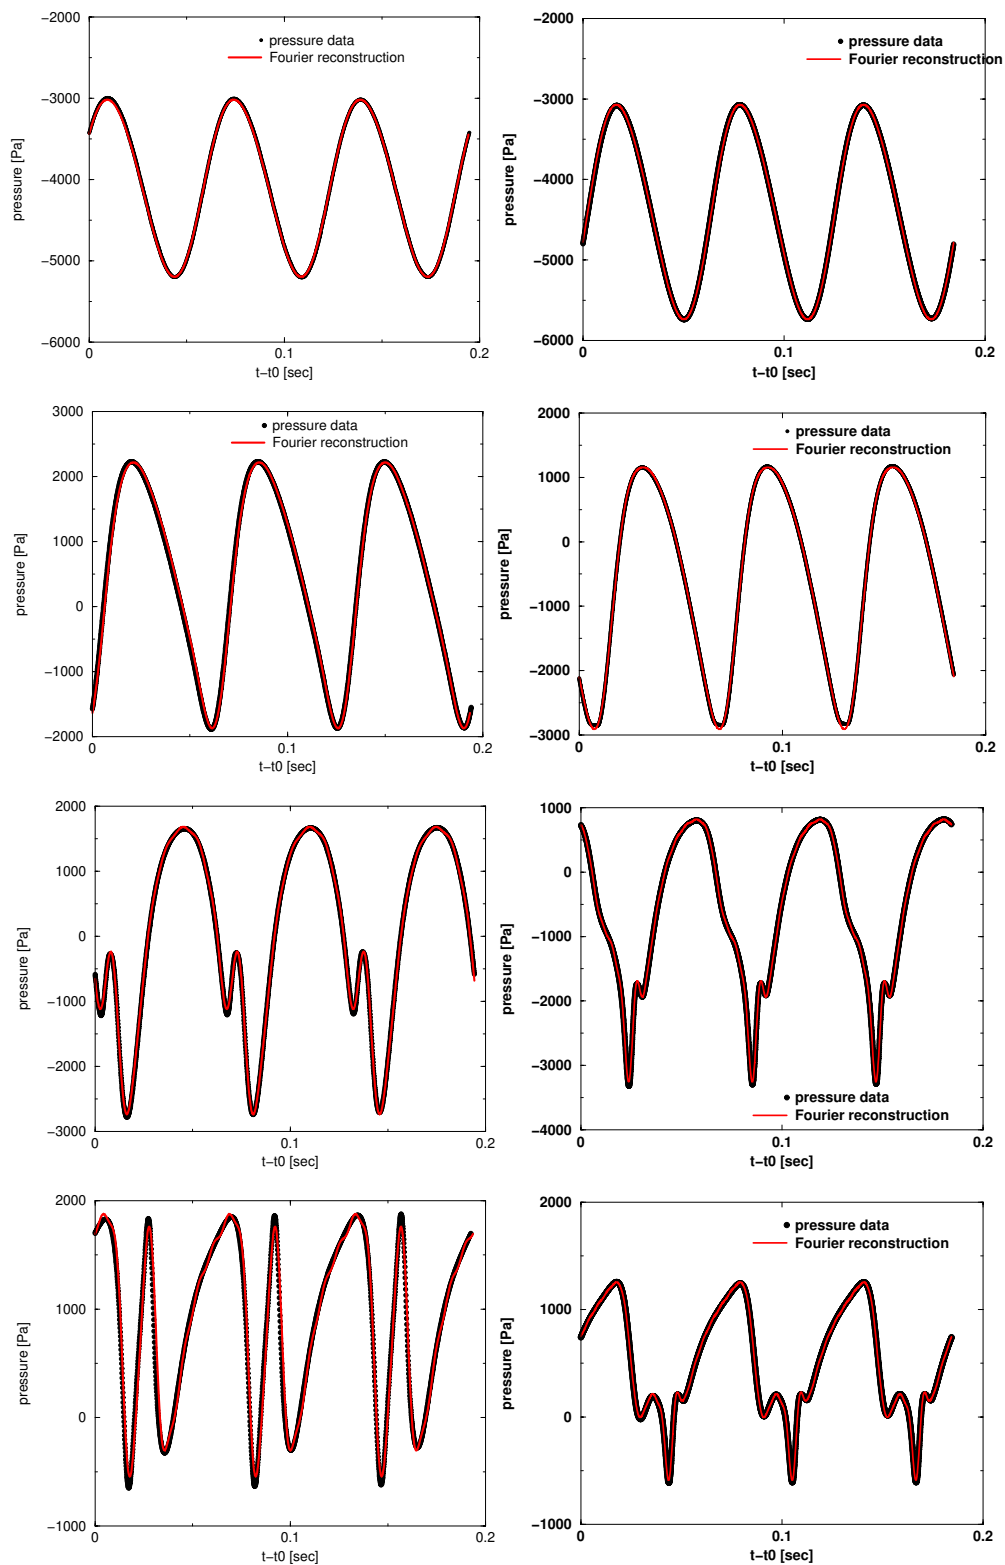 −2000
pressure data
Fourier reconstruction
−3000
−4000
−5000
−6000
pressure [Pa]
0 0.1 0.2
t−t0 [sec]
−2000
pressure data
Fourier reconstruction
−3000
−4000
−5000
−6000
pressure [Pa]
0 0.1 0.2
t−t0 [sec]
3000
pressure data
Fourier reconstruction
2000
1000
0
−1000
−2000
pressure [Pa]
0 0.1 0.2
t−t0 [sec]
2000
pressure data
Fourier reconstruction
1000
0
−1000
−2000
−3000
pressure [Pa]
0 0.1 0.2
t−t0 [sec]
2000
1000
0
−1000
−2000
−3000
pressure [Pa]
0 0.1 0.2
t−t0 [sec]
1000
0
−1000
−2000
−3000
−4000
pressure [Pa]
pressure data
Fourier reconstruction
0 0.1 0.2
t−t0 [sec]
2000
1000
0
−1000
pressure [Pa]
0 0.1 0.2
t−t0 [sec]
2000
pressure data
Fourier reconstruction
1000
0
−1000
pressure [Pa]
0 0.1 0.2
t−t0 [sec]